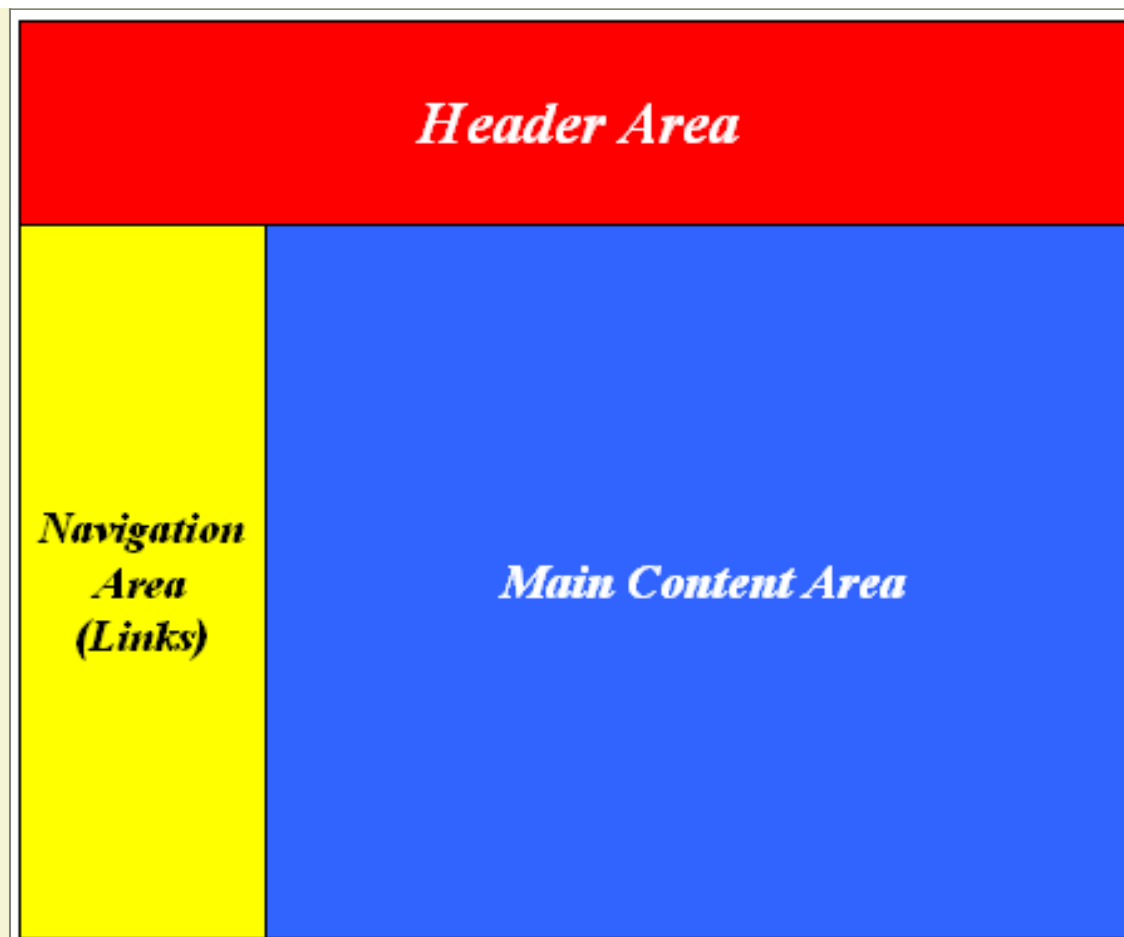 Header Area
Navigation
Area
(Links)
Main Content Area